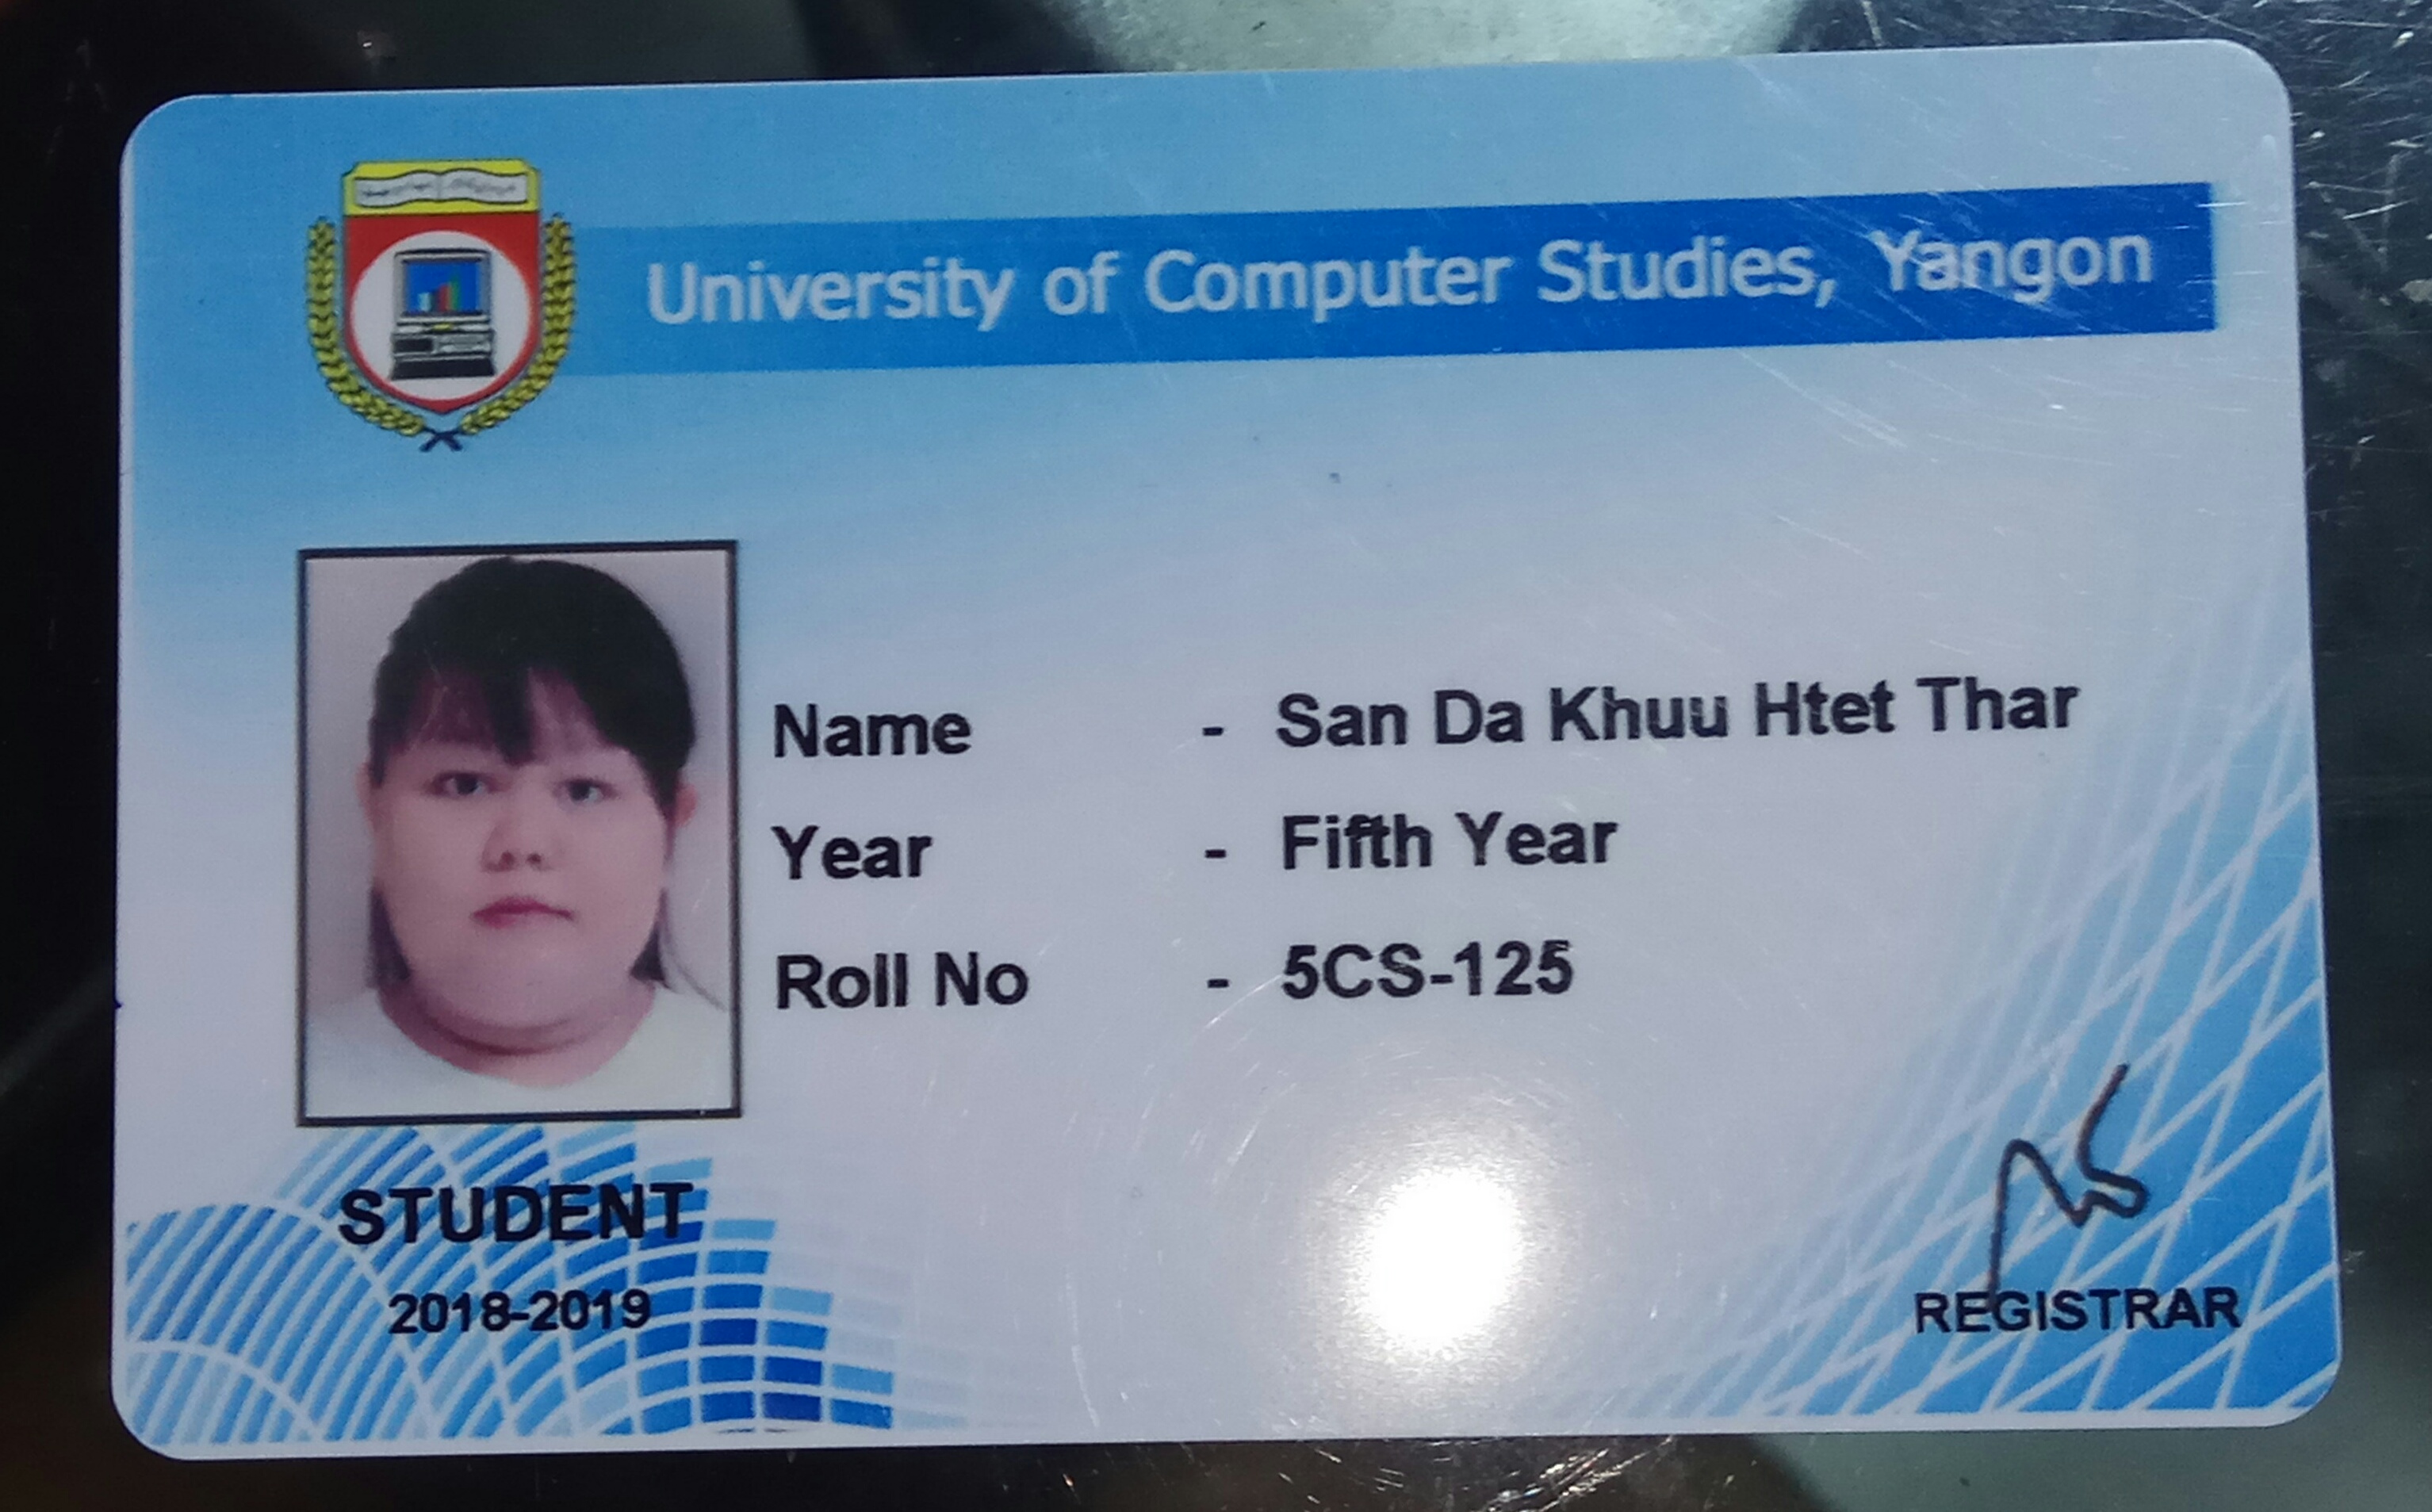 University of Computer Studies, Yangon
Name - San Da Khuu Htet Thar
Year - Fifth Year
Roll No - 5CS-125
STUDENT
2018-2019
REGISTRAR